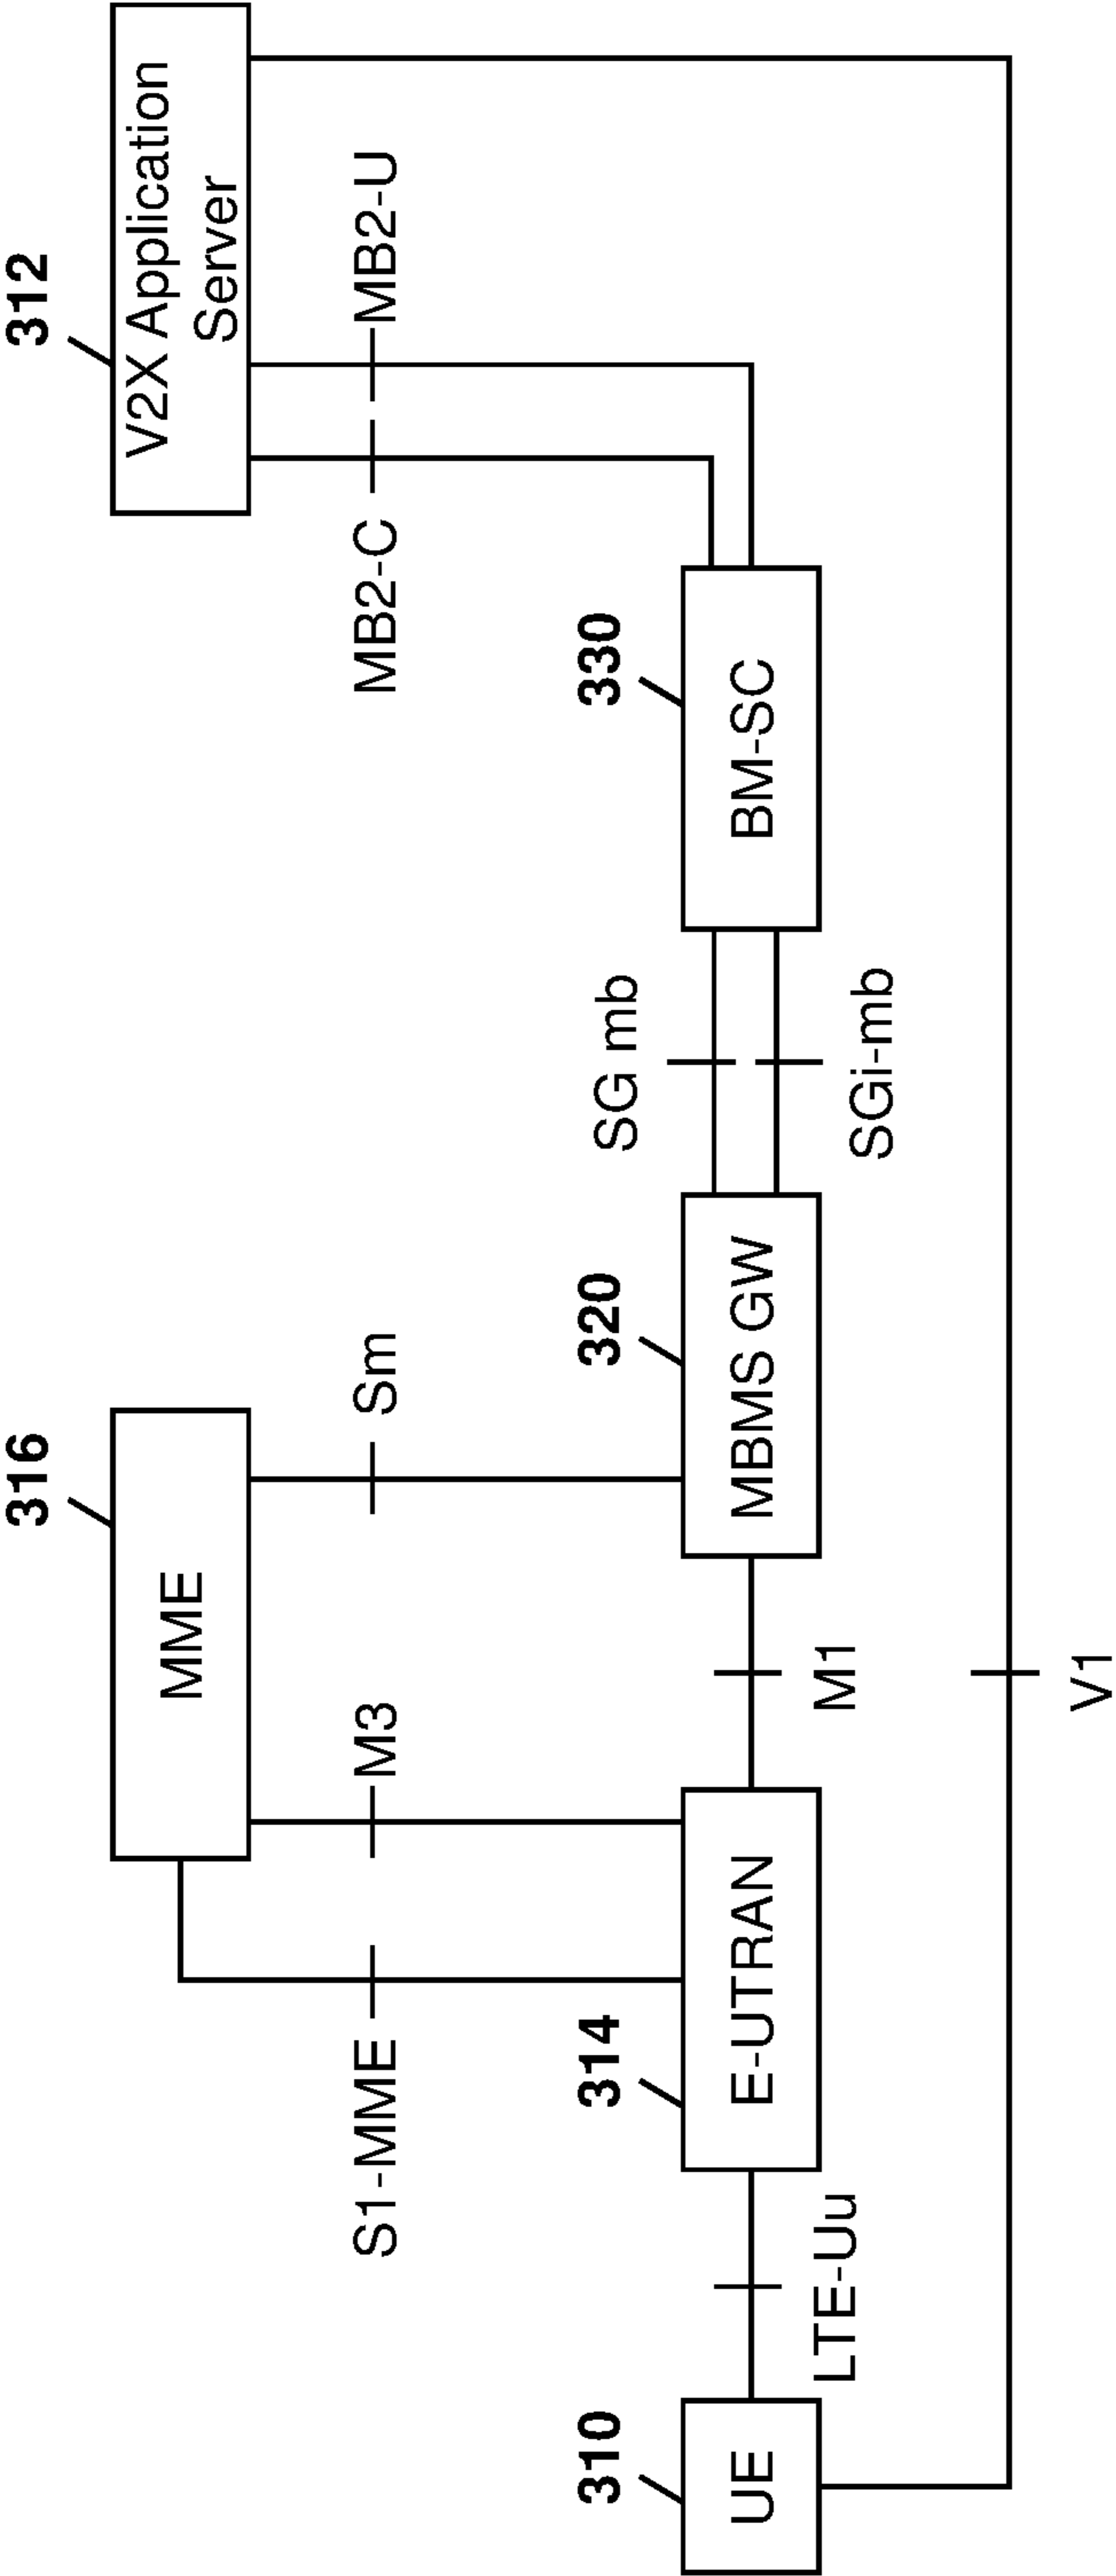 316
312
MME
V2X Application
Server
S1-MME
M3
Sm
MB2-C
MB2-U
310
314
320
330
UE
E-UTRAN
MBMS GW
BM-SC
SG mb
LTE-Uu
M1
SGi-mb
V1